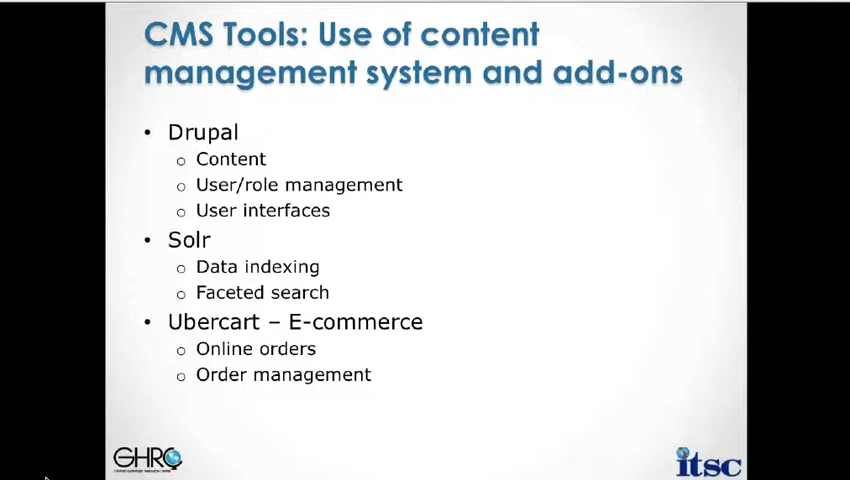 CMS Tools: Use of content
management system and add-ons
• Drupal
o Content
o User/role management
o User interfaces
• Solr
o Data indexing
o Faceted search
• Ubercart – E-commerce
o Online orders
o Order management
GHRC
itsc